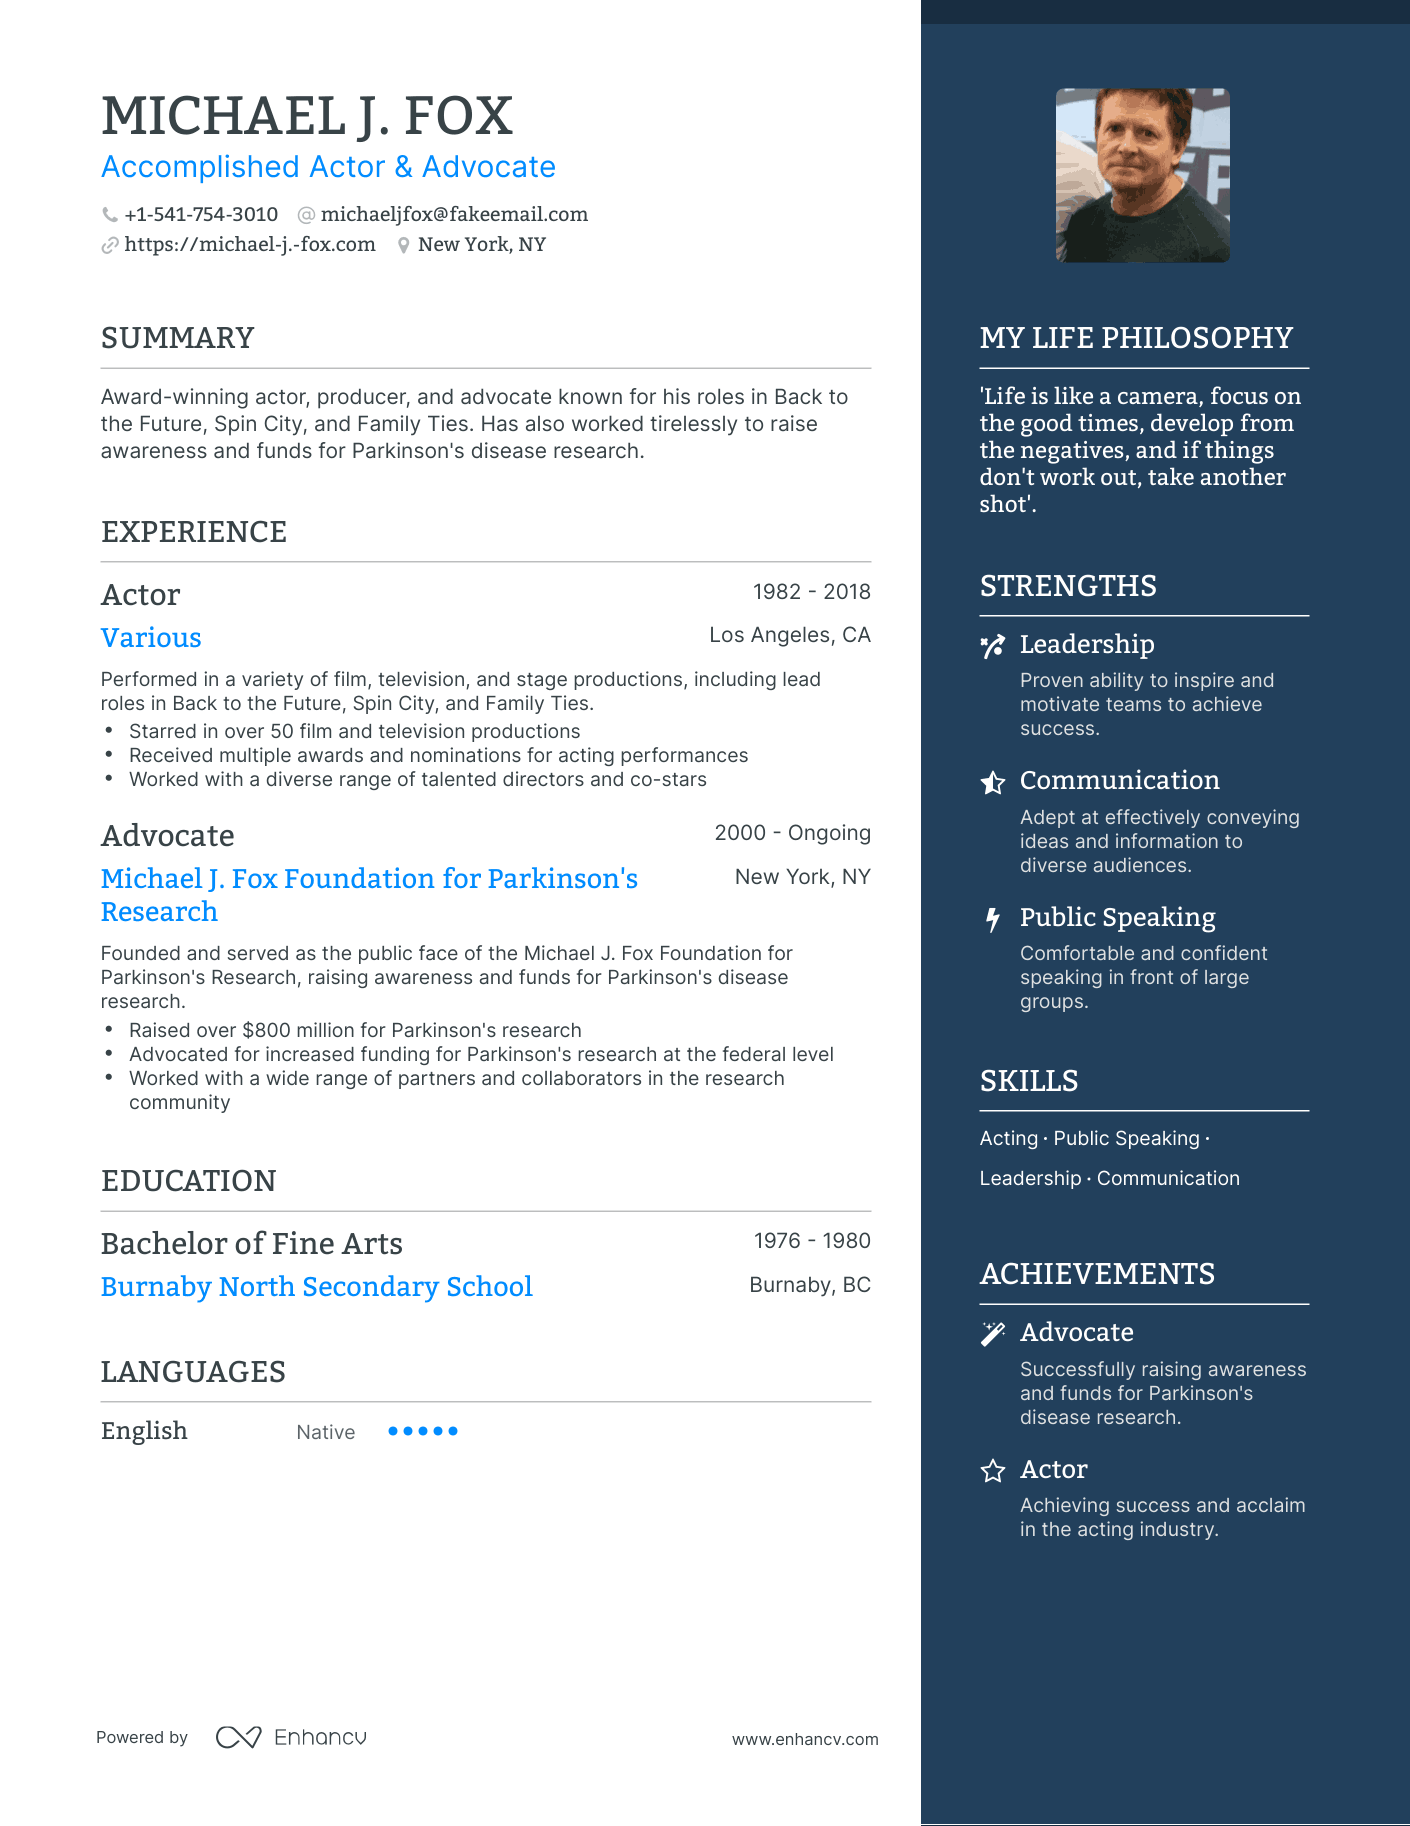 MICHAEL J. FOX
Accomplished Actor & Advocate
+1-541-754-3010 michaeljfox@fakeemail.com
https://michael-j.-fox.com New York, NY
SUMMARY
Award-winning actor, producer, and advocate known for his roles in Back to
the Future, Spin City, and Family Ties. Has also worked tirelessly to raise
awareness and funds for Parkinson's disease research.
EXPERIENCE
Actor 1982 - 2018
Various Los Angeles, CA
Performed in a variety of film, television, and stage productions, including lead
roles in Back to the Future, Spin City, and Family Ties.
• Starred in over 50 film and television productions
• Received multiple awards and nominations for acting performances
• Worked with a diverse range of talented directors and co-stars
Advocate 2000 - Ongoing
Michael J. Fox Foundation for Parkinson's New York, NY
Research
Founded and served as the public face of the Michael J. Fox Foundation for
Parkinson's Research, raising awareness and funds for Parkinson's disease
research.
• Raised over $800 million for Parkinson's research
• Advocated for increased funding for Parkinson's research at the federal level
• Worked with a wide range of partners and collaborators in the research
community
EDUCATION
Bachelor of Fine Arts 1976 - 1980
Burnaby North Secondary School Burnaby, BC
LANGUAGES
English Native
MY LIFE PHILOSOPHY
'Life is like a camera, focus on
the good times, develop from
the negatives, and if things
don't work out, take another
shot'.
STRENGTHS
Leadership
Proven ability to inspire and
motivate teams to achieve
success.
Communication
Adept at effectively conveying
ideas and information to
diverse audiences.
Public Speaking
Comfortable and confident
speaking in front of large
groups.
SKILLS
Acting · Public Speaking ·
Leadership · Communication
ACHIEVEMENTS
Advocate
Successfully raising awareness
and funds for Parkinson's
disease research.
Actor
Achieving success and acclaim
in the acting industry.
Powered by Enhancv www.enhancv.com